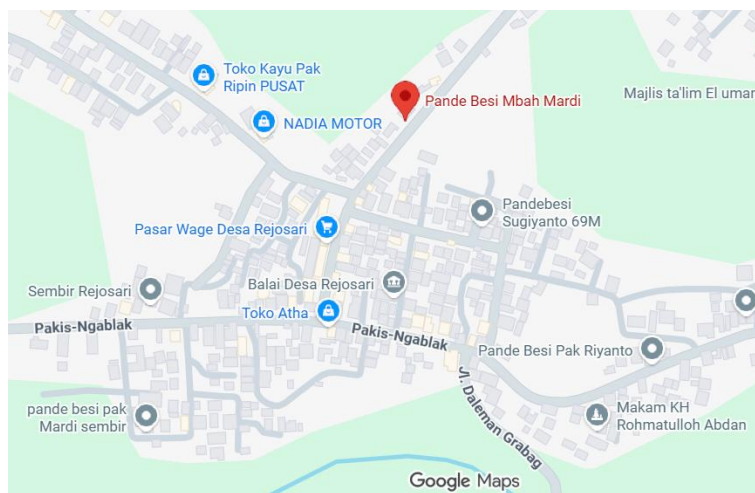 Toko Kayu Pak
Ripin PUSAT
Pande Besi Mbah Mardi
Majlis ta'lim El umar
NADIA MOTOR
Pandebesi
Sugiyanto 69M
Pasar Wage Desa Rejosari
Balai Desa Rejosari
Sembir Rejosari
Toko Atha
Pakis-Ngablak
Pakis-Ngablak
Pande Besi Pak Riyanto
Jl. Daleman Grabag
pande besi pak
Mardi sembir
Makam KH
Rohmatulloh Abdan
Google Maps